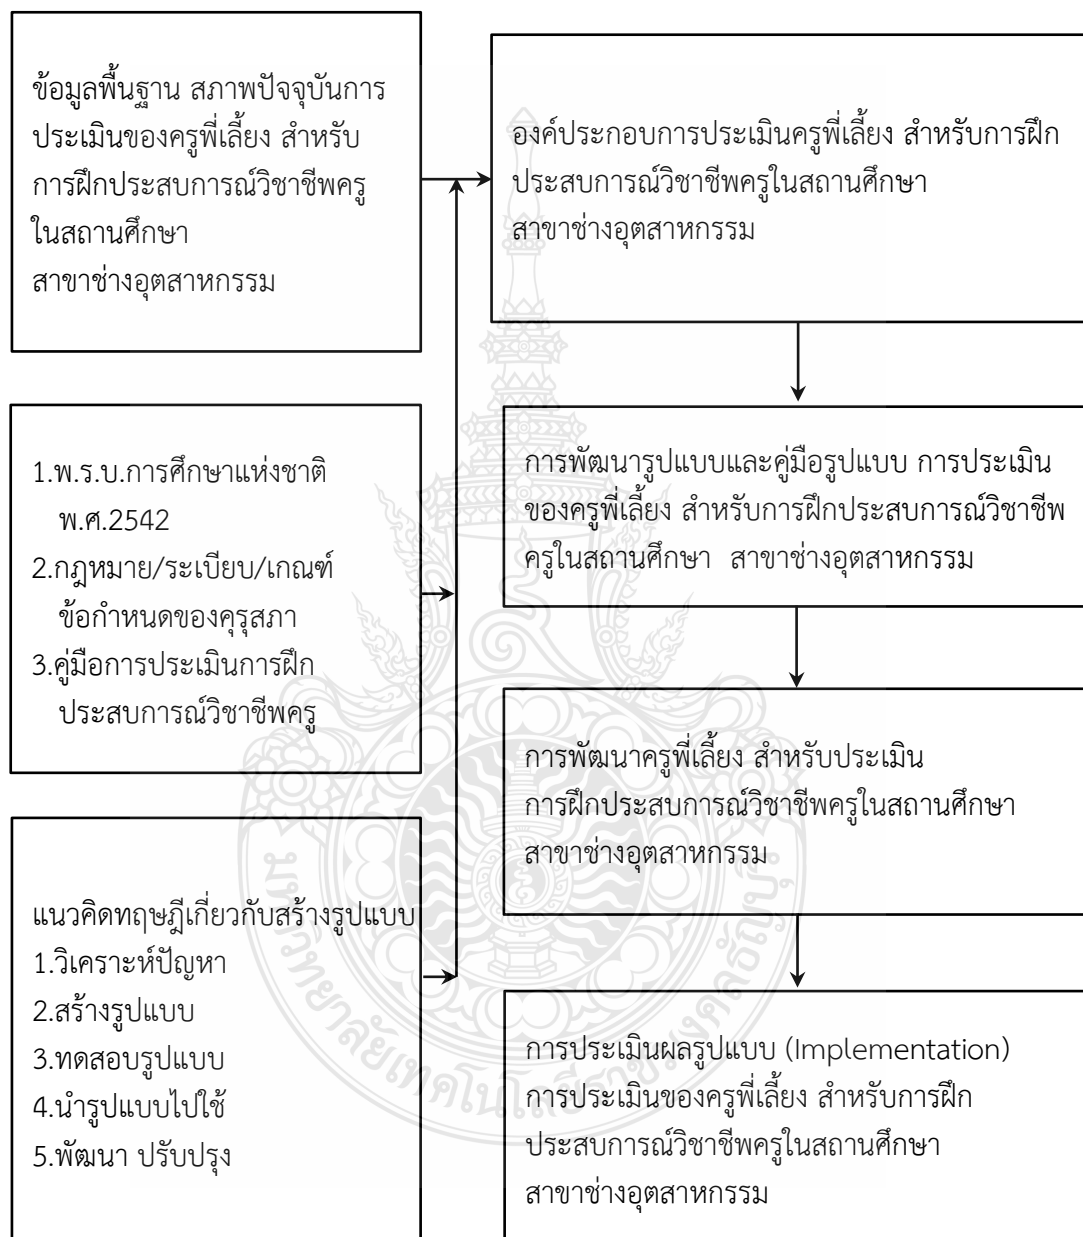 ข้อมูลพื้นฐาน สภาพปัจจุบันการ
ประเมินของครูพี่เลี้ยง สำหรับ
การฝึกประสบการณ์วิชาชีพครู
ในสถานศึกษา
สาขาช่างอุตสาหกรรม
1.พ.ร.บ.การศึกษาแห่งชาติ
พ.ศ.2542
2.กฎหมาย/ระเบียบ/เกณฑ์
ข้อกำหนดของคุรุสภา
3.คู่มือการประเมินการฝึก
ประสบการณ์วิชาชีพครู
แนวคิดทฤษฎีเกี่ยวกับสร้างรูปแบบ
1.วิเคราะห์ปัญหา
2.สร้างรูปแบบ
3.ทดสอบรูปแบบ
4.นำรูปแบบไปใช้
5.พัฒนา ปรับปรุง
องค์ประกอบการประเมินครูพี่เลี้ยง สำหรับการฝึก
ประสบการณ์วิชาชีพครูในสถานศึกษา
สาขาช่างอุตสาหกรรม
การพัฒนารูปแบบและคู่มือรูปแบบ การประเมิน
ของครูพี่เลี้ยง สำหรับการฝึกประสบการณ์วิชาชีพ
ครูในสถานศึกษา สาขาช่างอุตสาหกรรม
การพัฒนาครูพี่เลี้ยง สำหรับประเมิน
การฝึกประสบการณ์วิชาชีพครูในสถานศึกษา
สาขาช่างอุตสาหกรรม
การประเมินผลรูปแบบ (Implementation)
การประเมินของครูพี่เลี้ยง สำหรับการฝึก
ประสบการณ์วิชาชีพครูในสถานศึกษา
สาขาช่างอุตสาหกรรม
มหาวิทยาลัยเทคโนโลยีราชมงคลธัญบุรี